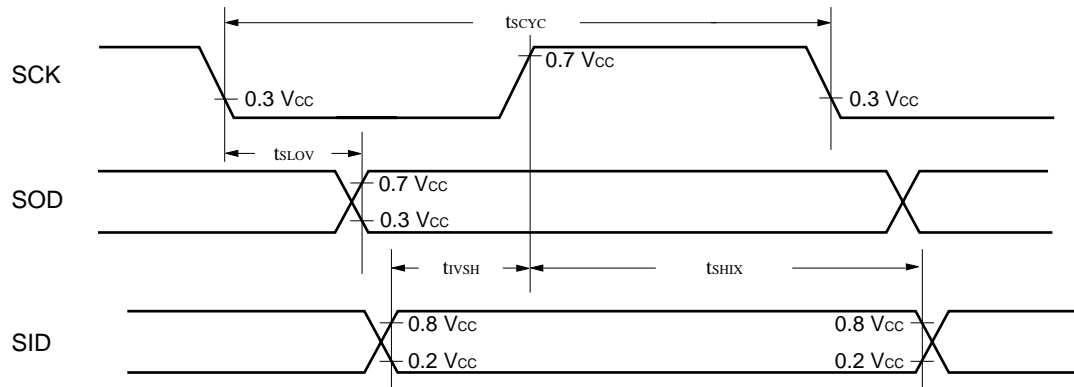 tSCYC
SCK
0.7 VCC
0.3 VCC
0.3 VCC
tSLOV
SOD
0.7 VCC
0.3 VCC
tIVSH
tSHIX
SID
0.8 VCC
0.8 VCC
0.2 VCC
0.2 VCC